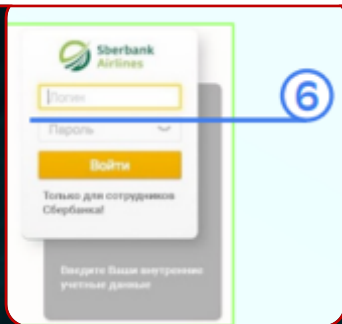 Sberbank
Airlines
Логин
6
Пароль
Войти
Только для сотрудников
Сбербанка!
Введите Ваши внутренние
учетные данные